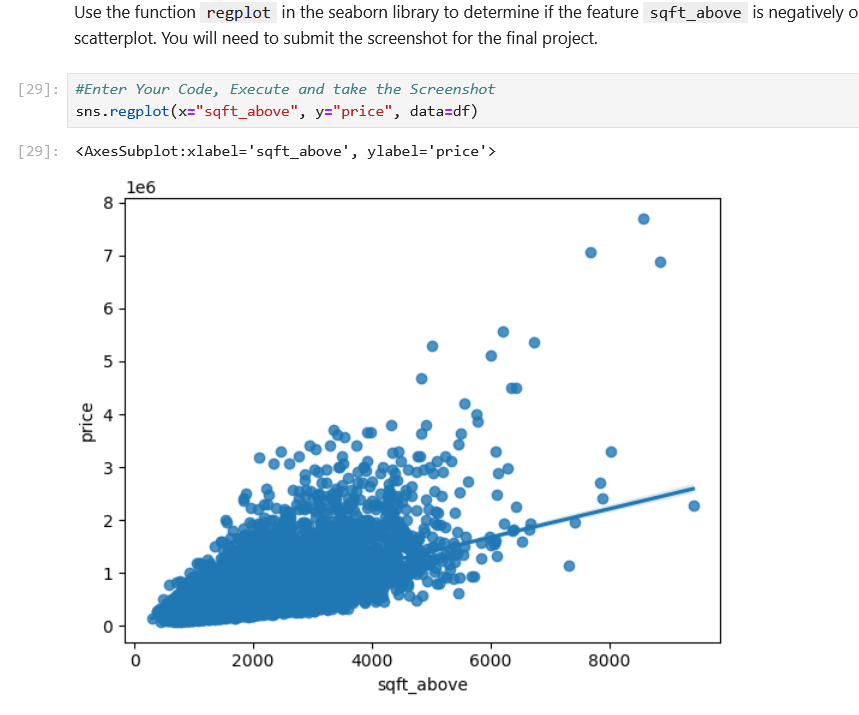 Use the function regplot in the seaborn library to determine if the feature sqft_above is negatively o
scatterplot. You will need to submit the screenshot for the final project.
[29]: #Enter Your Code, Execute and take the Screenshot
sns.regplot(x="sqft_above", y="price", data=df)
[29]: <AxesSubplot:xlabel='sqft_above', ylabel='price'>
1e6
8
7
6
5
4
3
2
1
0
price
0 2000 4000 6000 8000
sqft_above